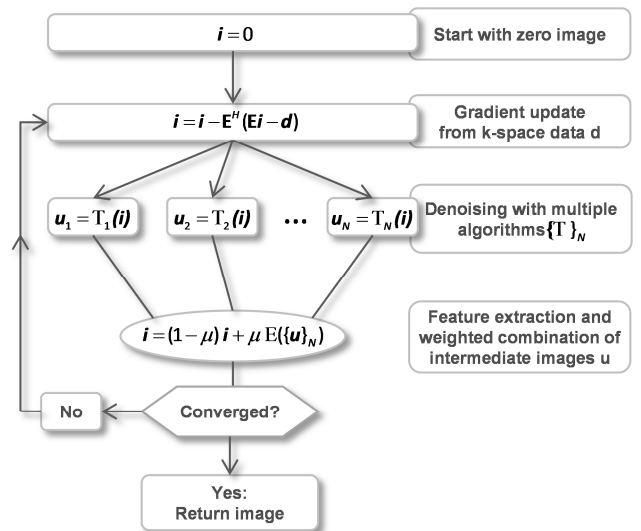 i = 0
Start with zero image
i = i − E^H (Ei − d)
Gradient update
from k-space data d
u_1 = T_1(i)
u_2 = T_2(i)
...
u_N = T_N(i)
Denoising with multiple
algorithms{T}_N
i = (1 − μ) i + μ E({u}_N)
Feature extraction and
weighted combination of
intermediate images u
No
Converged?
Yes:
Return image